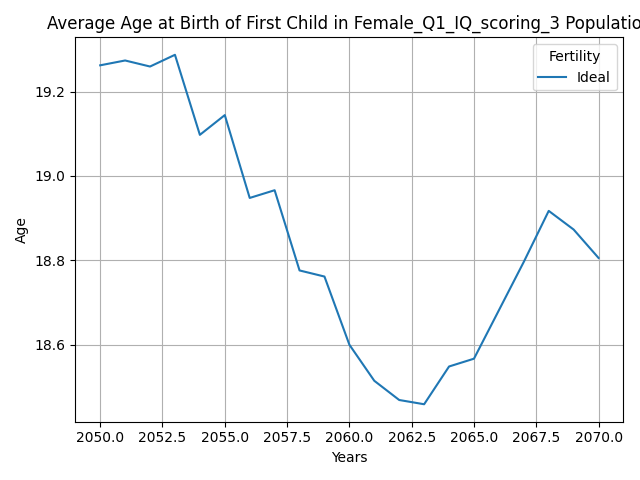 Average Age at Birth of First Child in Female_Q1_IQ_scoring_3 Populatio
Fertility
Ideal
19.2
19.0
18.8
18.6
Age
2050.0 2052.5 2055.0 2057.5 2060.0 2062.5 2065.0 2067.5 2070.0
Years